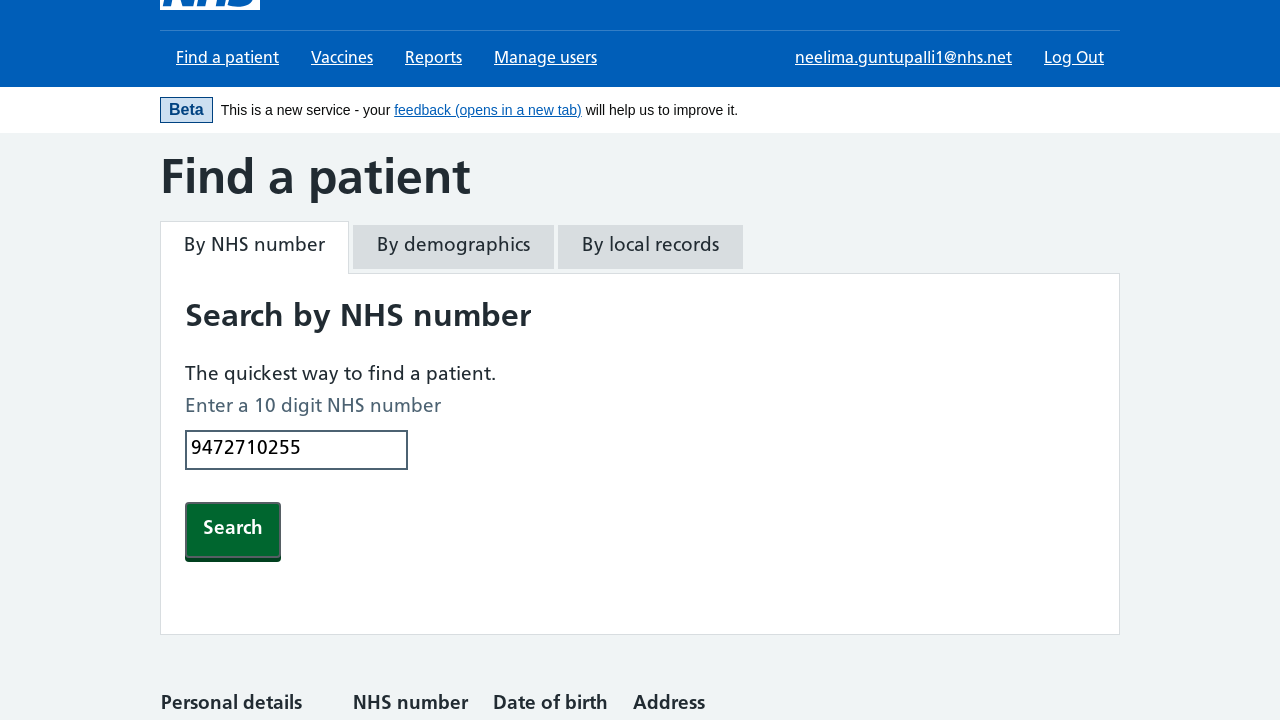 NHS
Find a patient Vaccines Reports Manage users neelima.guntupalli1@nhs.net Log Out
Beta This is a new service - your feedback (opens in a new tab) will help us to improve it.
Find a patient
By NHS number By demographics By local records
Search by NHS number
The quickest way to find a patient.
Enter a 10 digit NHS number
9472710255
Search
Personal details NHS number Date of birth Address